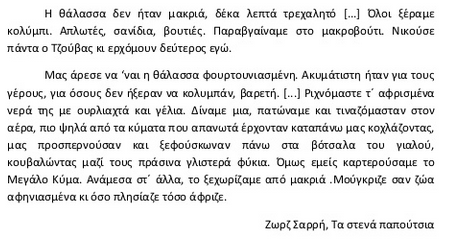 Η θάλασσα δεν ήταν μακριά, δέκα λεπτά τρεχαλητό [...] Όλοι ξέραμε
κολύμπι. Απλωτές, σανίδια, βουτιές. Παραβγαίναμε στο μακροβούτι. Νικούσε
πάντα ο Τζούβας κι ερχόμουν δεύτερος εγώ.
Μας άρεσε να ‘ναι η θάλασσα φουρτουνιασμένη. Ακυμάτιστη ήταν για τους
γέρους, για όσους δεν ήξεραν να κολυμπάν, βαρετή. [...] Ριχνόμαστε τ΄ αφρισμένα
νερά της με ουρλιαχτά και γέλια. Δίναμε μια, πατώναμε και τιναζόμασταν στον
αέρα, πιο ψηλά από τα κύματα που απανωτά έρχονταν καταπάνω μας κοχλάζοντας,
μας προσπερνούσαν και ξεφούσκωναν πάνω στα βότσαλα του γιαλού,
κουβαλώντας μαζί τους πράσινα γλιστερά φύκια. Όμως εμείς καρτερούσαμε το
Μεγάλο Κύμα. Ανάμεσα στ΄ άλλα, το ξεχωρίζαμε από μακριά .Μούγκριζε σαν ζώα
αφηνιασμένα κι όσο πλησίαζε τόσο άφριζε.
Ζωρζ Σαρρή, Τα στενά παπούτσια